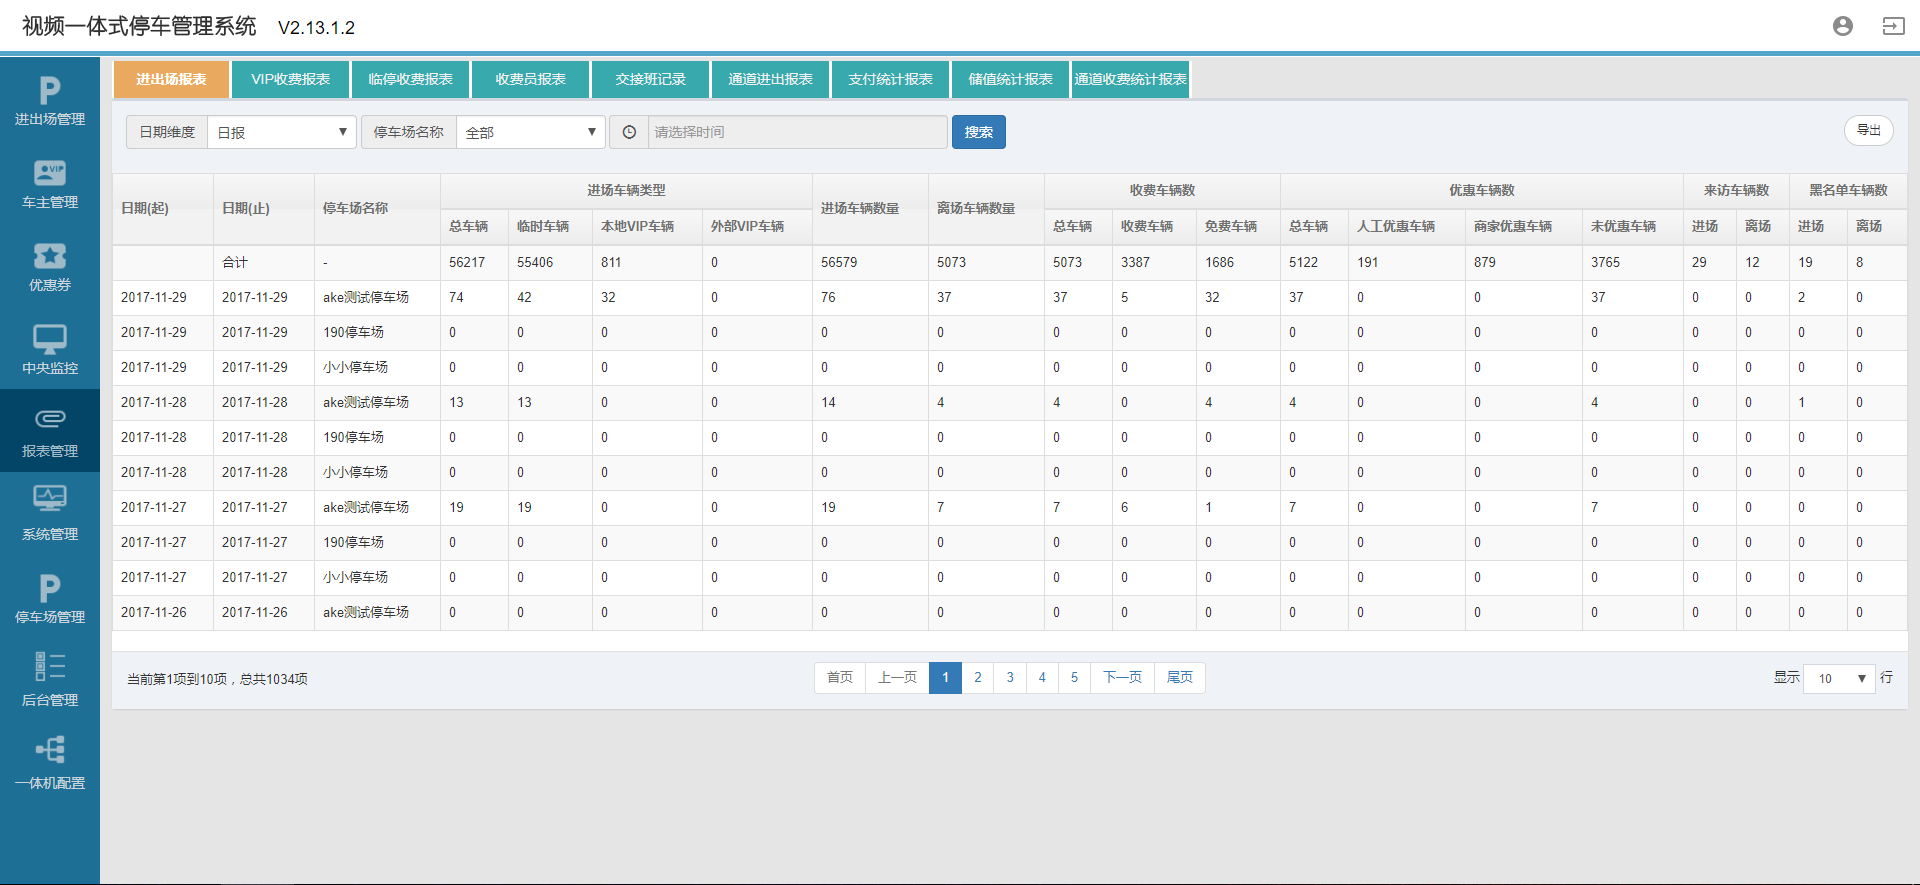 视频一体式停车管理系统 V2.13.1.2
进出场管理
车主管理
VIP
优惠券
中央监控
报表管理
系统管理
停车场管理
后台管理
一体机配置
进出场报表 VIP收费报表 临停收费报表 收费员报表 交接班记录 通道进出报表 支付统计报表 储值统计报表 通道收费统计报表
日期维度 日报 停车场名称 全部 请选择时间 搜索 导出
日期(起) 日期(止) 停车场名称 进场车辆类型 进场车辆数量 离场车辆数量 收费车辆数 优惠车辆数 来访车辆数 黑名单车辆数
总车辆 临时车辆 本地VIP车辆 外部VIP车辆 总车辆 收费车辆 免费车辆 总车辆 人工优惠车辆 商家优惠车辆 未优惠车辆 进场 离场 进场 离场
合计 - 56217 55406 811 0 56579 5073 5073 3387 1686 5122 191 879 3765 29 12 19 8
2017-11-29 2017-11-29 ake测试停车场 74 42 32 0 76 37 37 5 32 37 0 0 37 0 0 2 0
2017-11-29 2017-11-29 190停车场 0 0 0 0 0 0 0 0 0 0 0 0 0 0 0 0 0
2017-11-29 2017-11-29 小小停车场 0 0 0 0 0 0 0 0 0 0 0 0 0 0 0 0 0
2017-11-28 2017-11-28 ake测试停车场 13 13 0 0 14 4 4 0 4 4 0 0 4 0 0 1 0
2017-11-28 2017-11-28 190停车场 0 0 0 0 0 0 0 0 0 0 0 0 0 0 0 0 0
2017-11-28 2017-11-28 小小停车场 0 0 0 0 0 0 0 0 0 0 0 0 0 0 0 0 0
2017-11-27 2017-11-27 ake测试停车场 19 19 0 0 19 7 7 6 1 7 0 0 7 0 0 0 0
2017-11-27 2017-11-27 190停车场 0 0 0 0 0 0 0 0 0 0 0 0 0 0 0 0 0
2017-11-27 2017-11-27 小小停车场 0 0 0 0 0 0 0 0 0 0 0 0 0 0 0 0 0
2017-11-26 2017-11-26 ake测试停车场 0 0 0 0 0 0 0 0 0 0 0 0 0 0 0 0 0
当前第1项到10项，总共1034项 首页 上一页 1 2 3 4 5 下一页 尾页 显示 10 行